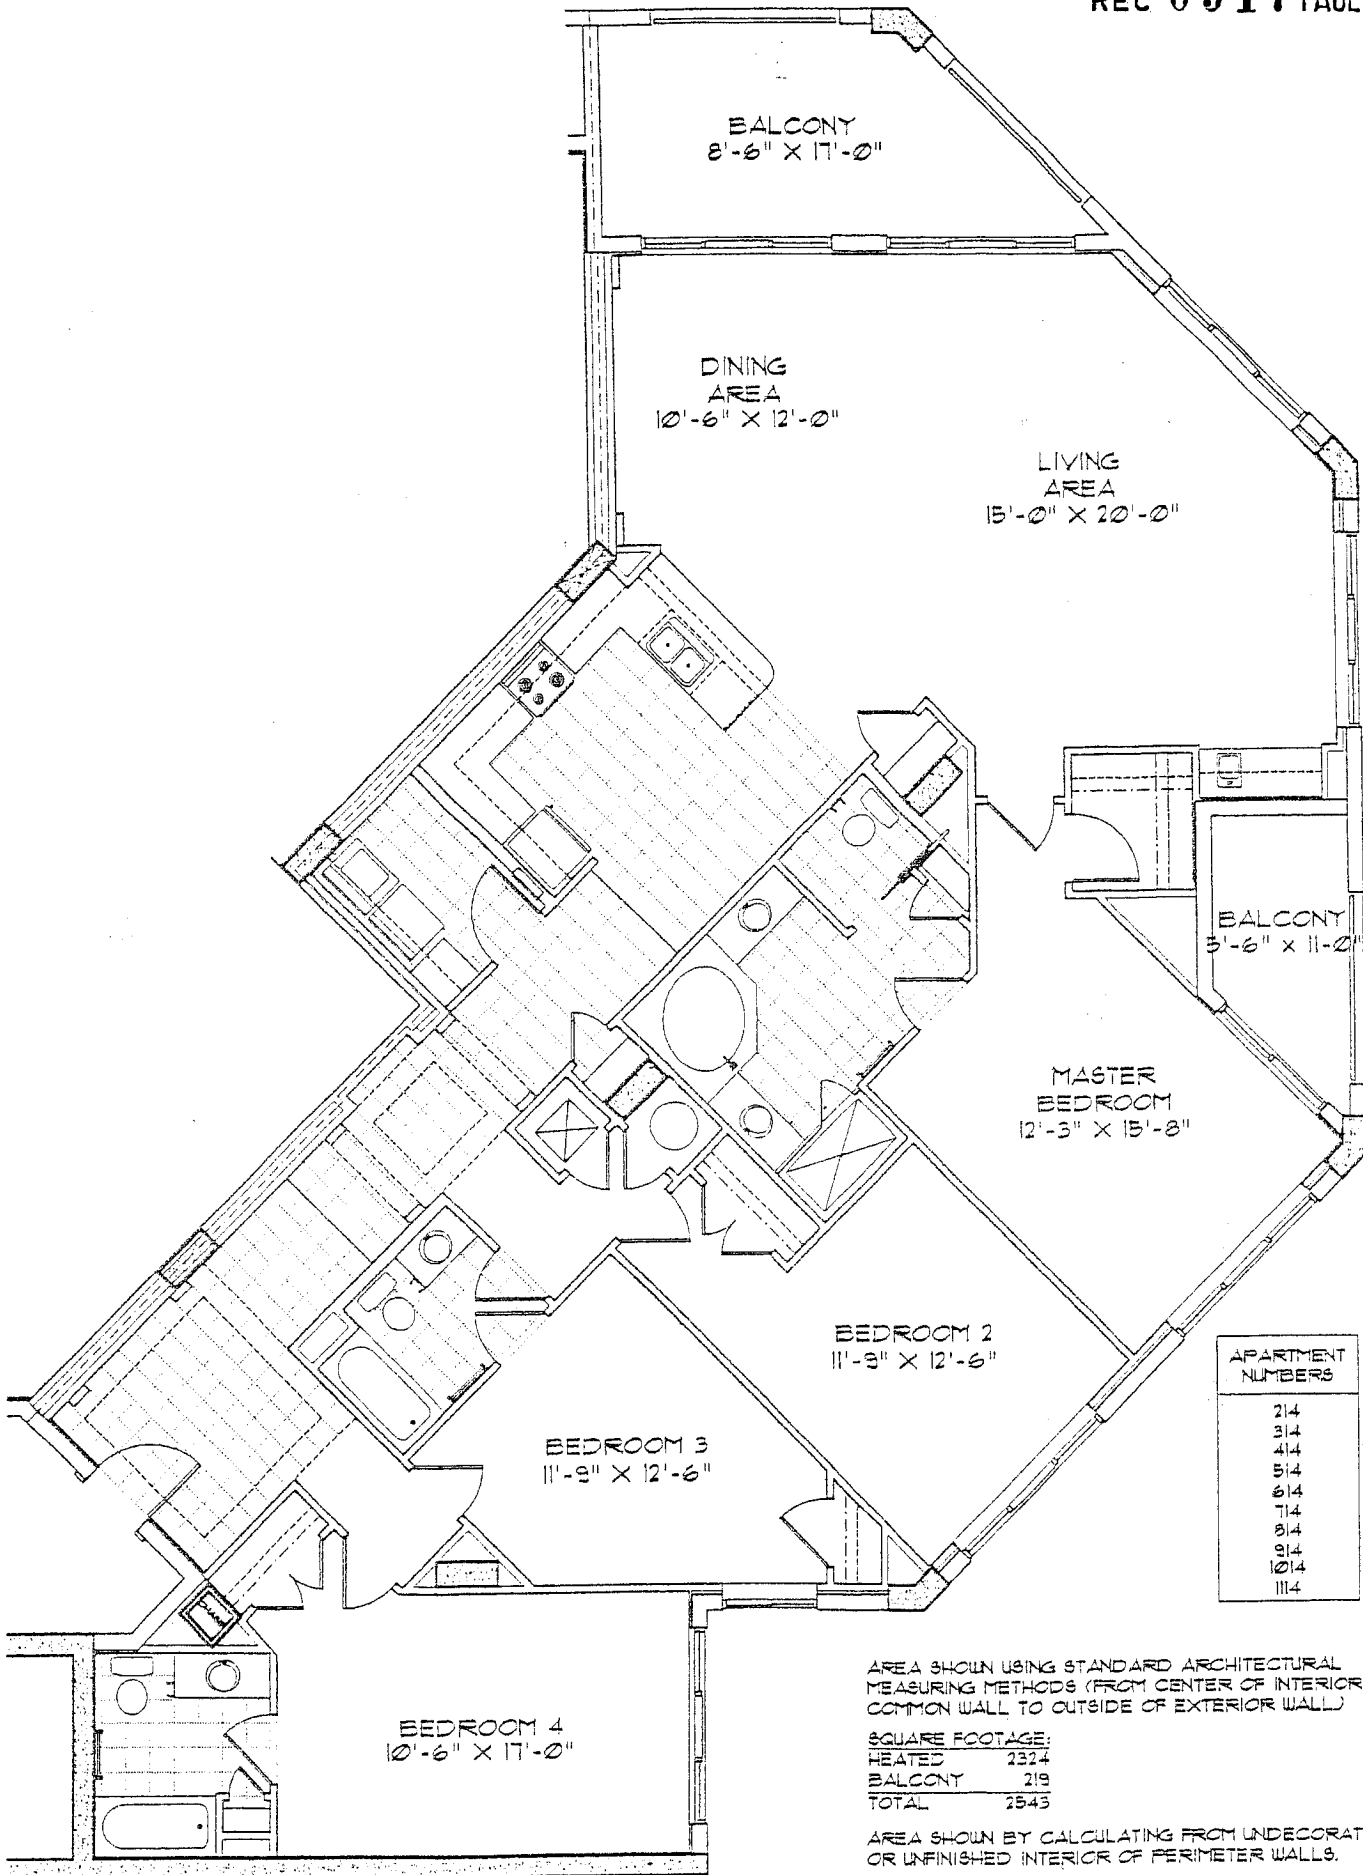 REC 0517 PAGE
BALCONY
8'-6" X 17'-0"
DINING
AREA
10'-6" X 12'-0"
LIVING
AREA
15'-0" X 20'-0"
BALCONY
5'-6" X 11'-0"
MASTER
BEDROOM
12'-3" X 15'-8"
BEDROOM 2
11'-9" X 12'-6"
BEDROOM 3
11'-9" X 12'-6"
BEDROOM 4
10'-6" X 17'-0"
APARTMENT
NUMBERS
214
314
414
514
614
714
814
914
1014
1114
AREA SHOWN USING STANDARD ARCHITECTURAL
MEASURING METHODS (FROM CENTER OF INTERIOR
COMMON WALL TO OUTSIDE OF EXTERIOR WALL)
SQUARE FOOTAGE:
HEATED 2324
BALCONY 219
TOTAL 2543
AREA SHOWN BY CALCULATING FROM UNDECORAT
OR UNFINISHED INTERIOR OF PERIMETER WALLS.